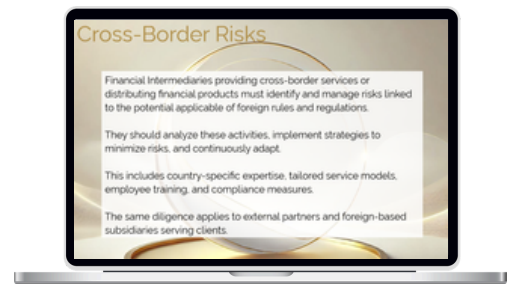 Cross-Border Risks
Financial Intermediaries providing cross-border services or
distributing financial products must identify and manage risks linked
to the potential applicable of foreign rules and regulations.
They should analyze these activities, implement strategies to
minimize risks, and continuously adapt.
This includes country-specific expertise, tailored service models,
employee training, and compliance measures.
The same diligence applies to external partners and foreign-based
subsidiaries serving clients.